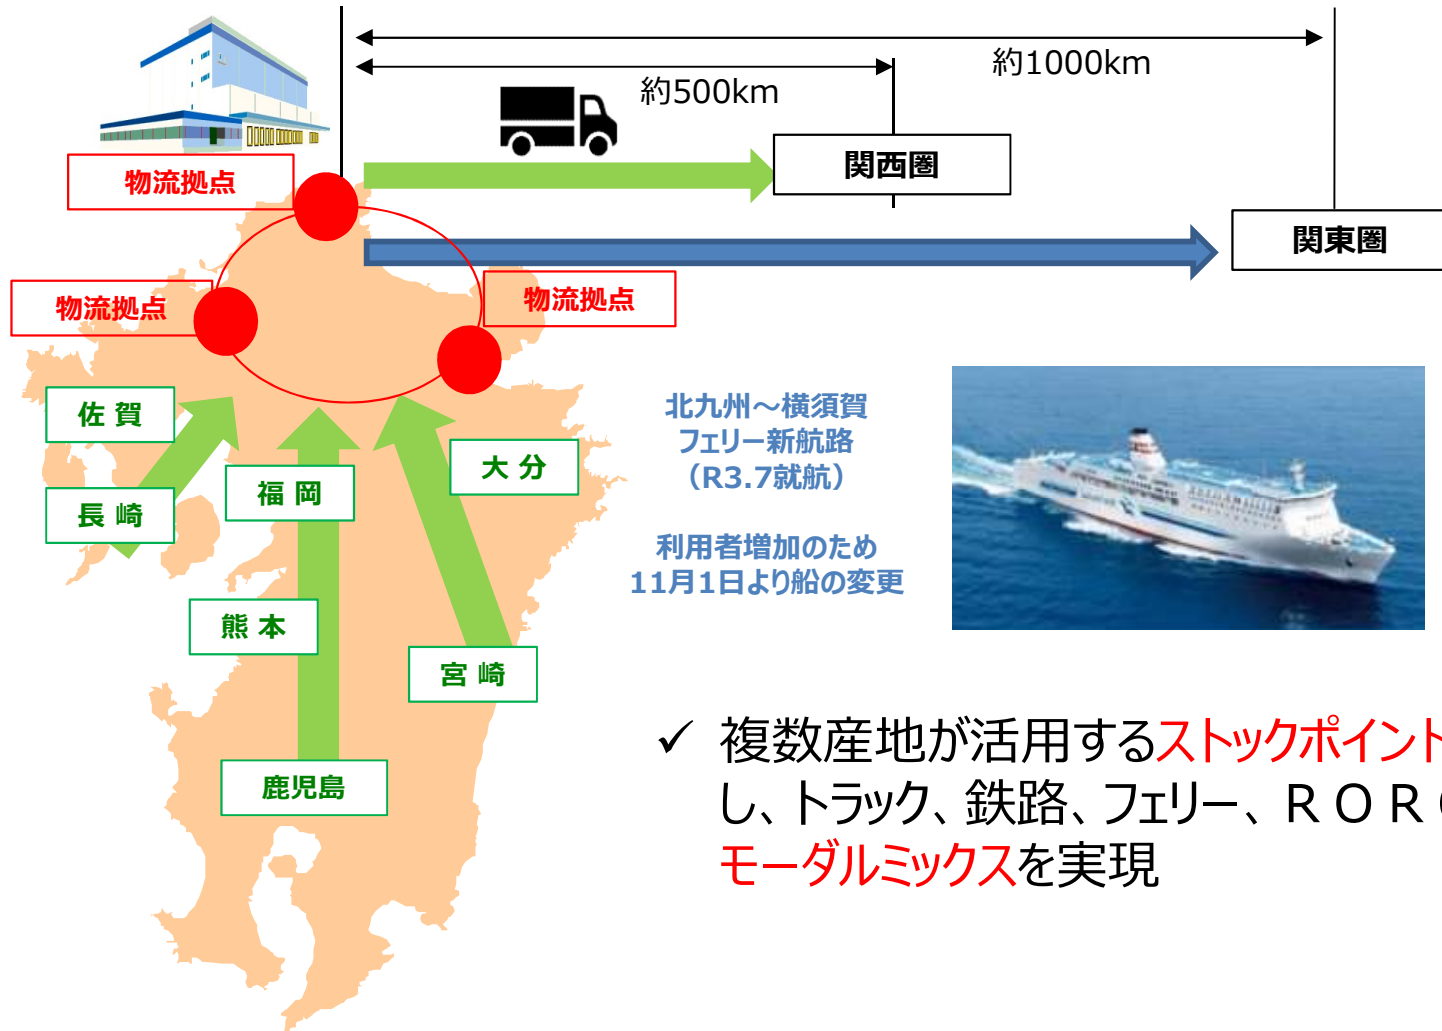 約1000km
約500km
関西圏
物流拠点
関東圏
物流拠点
物流拠点
佐 賀
大 分
福 岡
長 崎
熊 本
宮 崎
鹿児島
北九州～横須賀
フェリー新航路
（R3.7就航）
利用者増加のため
11月1日より船の変更
✓ 複数産地が活用するストックポイント
し、トラック、鉄路、フェリー、ＲＯＲ
モーダルミックスを実現